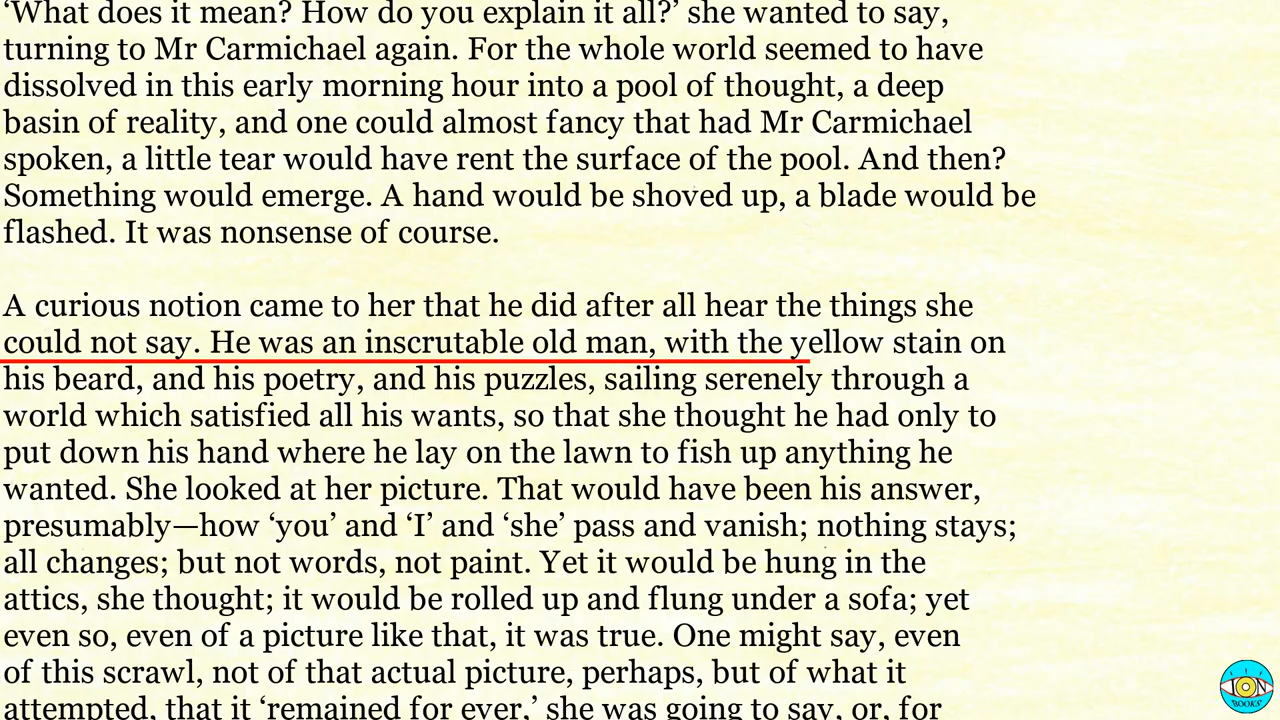 ‘What does it mean? How do you explain it all?’ she wanted to say,
turning to Mr Carmichael again. For the whole world seemed to have
dissolved in this early morning hour into a pool of thought, a deep
basin of reality, and one could almost fancy that had Mr Carmichael
spoken, a little tear would have rent the surface of the pool. And then?
Something would emerge. A hand would be shoved up, a blade would be
flashed. It was nonsense of course.
A curious notion came to her that he did after all hear the things she
could not say. He was an inscrutable old man, with the yellow stain on
his beard, and his poetry, and his puzzles, sailing serenely through a
world which satisfied all his wants, so that she thought he had only to
put down his hand where he lay on the lawn to fish up anything he
wanted. She looked at her picture. That would have been his answer,
presumably—how ‘you’ and ‘I’ and ‘she’ pass and vanish; nothing stays;
all changes; but not words, not paint. Yet it would be hung in the
attics, she thought; it would be rolled up and flung under a sofa; yet
even so, even of a picture like that, it was true. One might say, even
of this scrawl, not of that actual picture, perhaps, but of what it
attempted, that it ‘remained for ever,’ she was going to say, or, for
ION
BOOKS